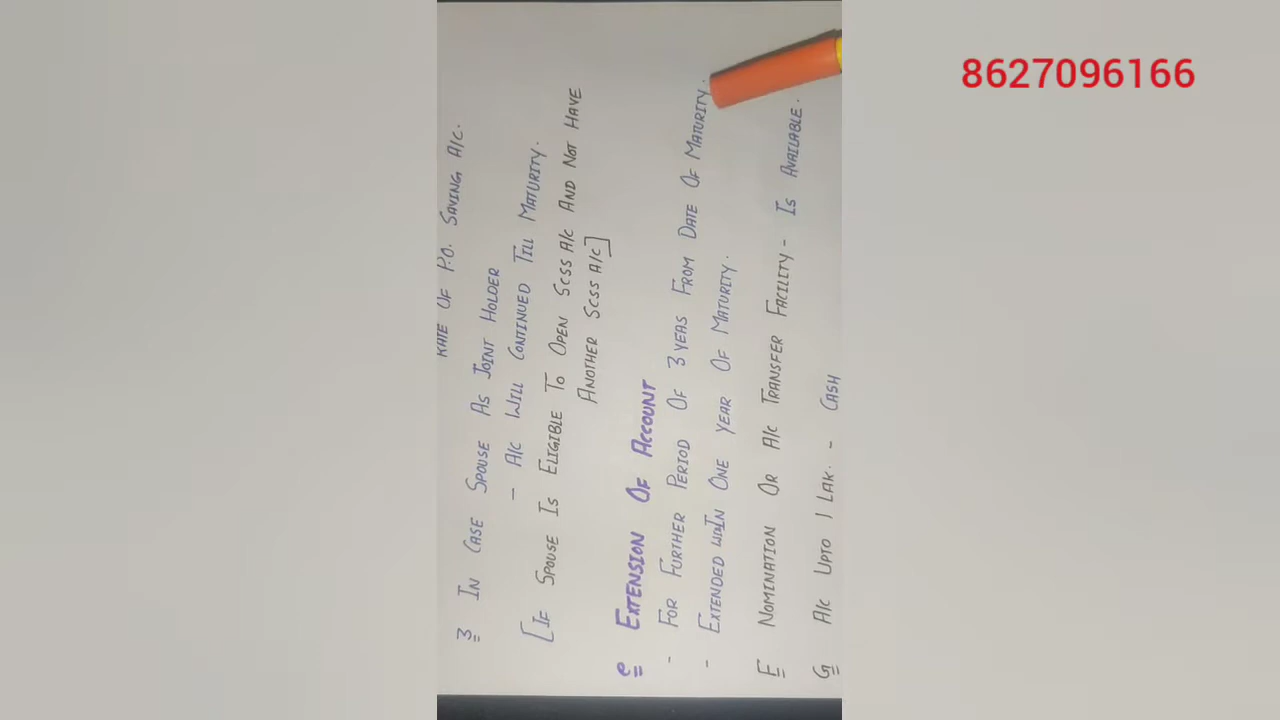 RATE OF P.O. SAVING A/C.
3 IN CASE SPOUSE AS JOINT HOLDER
- A/C WILL CONTINUED TILL MATURITY.
[IF SPOUSE IS ELIGIBLE TO OPEN SCSS A/C AND NOT HAVE
ANOTHER SCSS A/C]
e EXTENSION OF ACCOUNT
- FOR FURTHER PERIOD OF 3 YEAS FROM DATE OF MATURITY.
- EXTENDED ONE YEAR OF MATURITY.
F NOMINATION OR A/C TRANSFER FACILITY - IS AVAILABLE.
G A/C UPTO 1 LAK. - CASH
8627096166